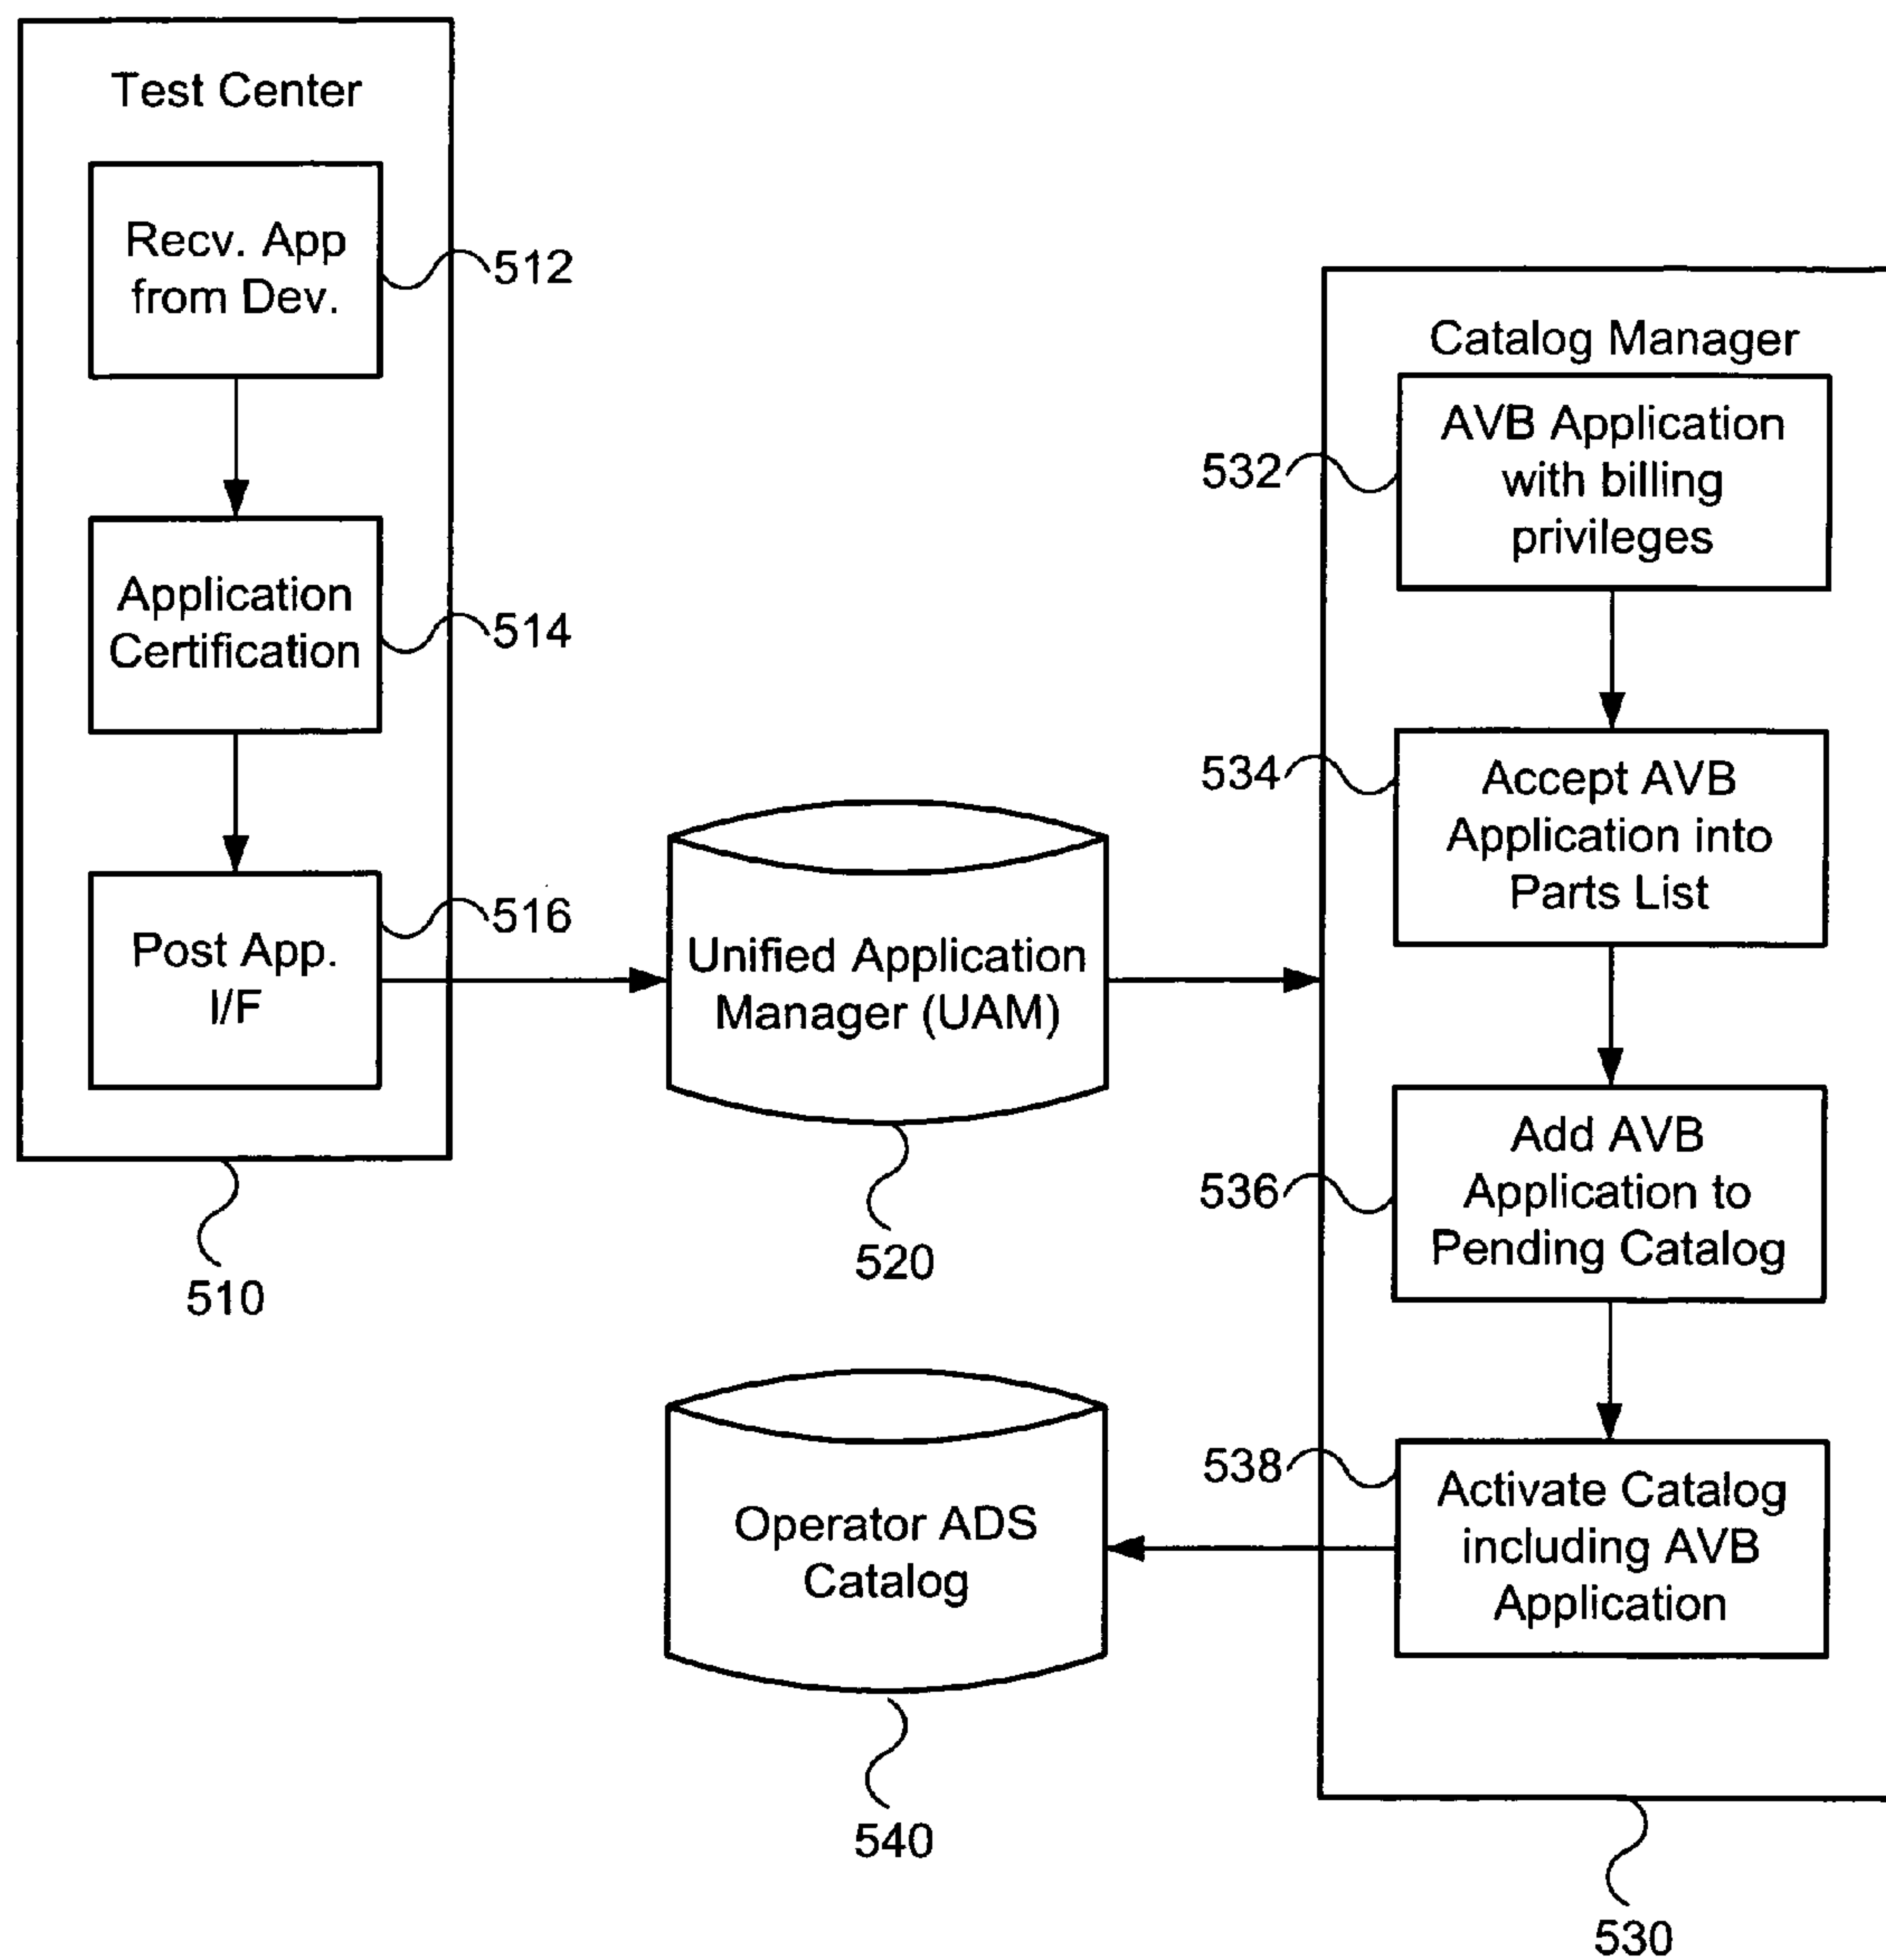 Test Center
Recv. App
from Dev.
512
Application
Certification
514
Post App.
I/F
516
510
Unified Application
Manager (UAM)
520
Catalog Manager
AVB Application
with billing
privileges
532
Accept AVB
Application into
Parts List
534
Add AVB
Application to
Pending Catalog
536
Activate Catalog
including AVB
Application
538
530
Operator ADS
Catalog
540